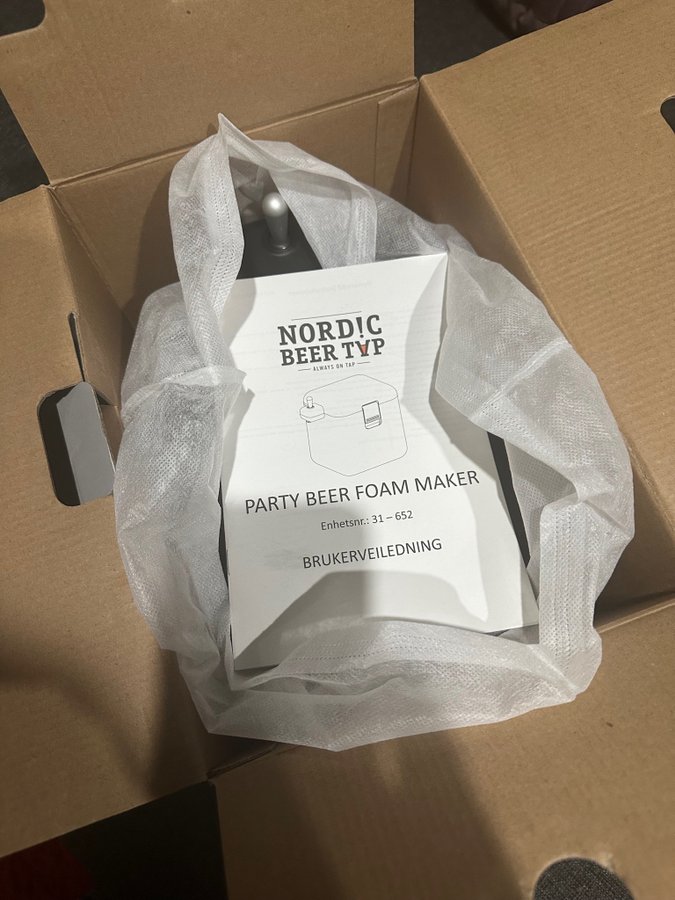 NORD!C
BEER TAP
ALWAYS ON TAP
PARTY BEER FOAM MAKER
Enhetsnr.: 31 – 652
BRUKERVEILEDNING